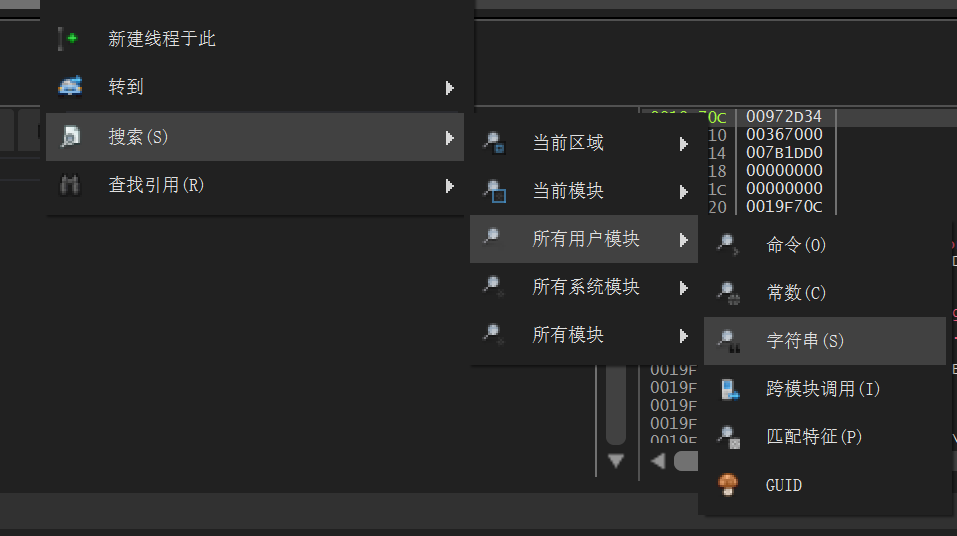 新建线程于此
转到
搜索(S)
查找引用(R)
当前区域
当前模块
所有用户模块
所有系统模块
所有模块
命令(O)
常数(C)
字符串(S)
跨模块调用(I)
匹配特征(P)
GUID
70C 00972D34
10 00367000
14 007B1DD0
18 00000000
1C 00000000
20 0019F70C
0019F
0019F
0019F
0019F
0019F